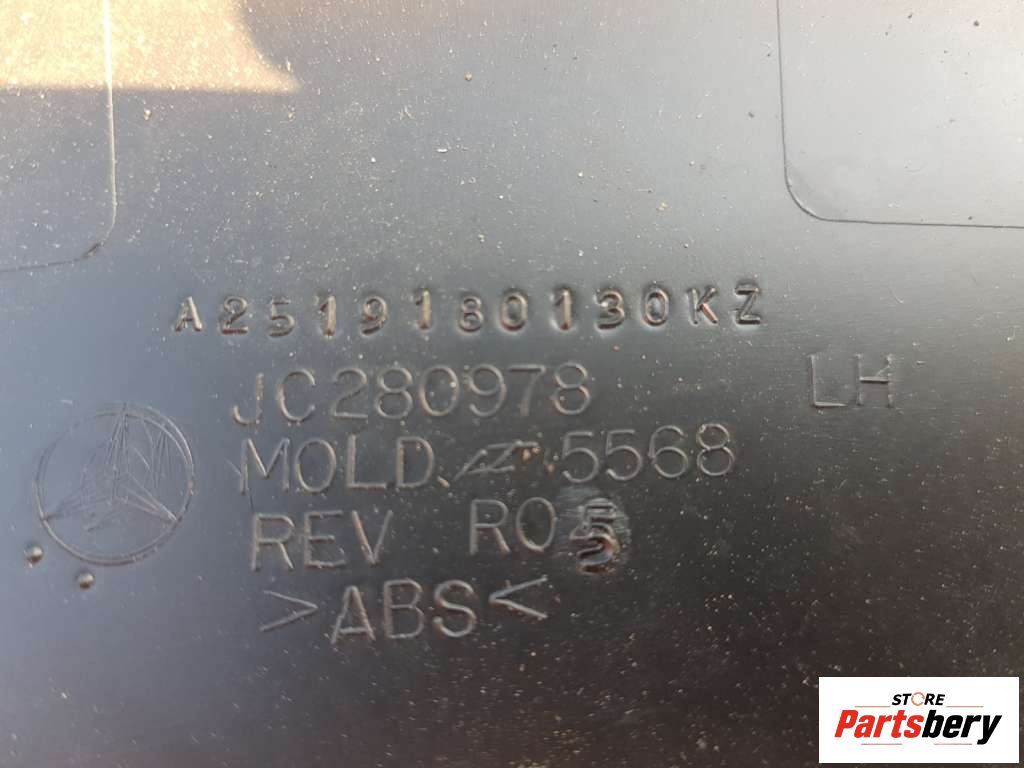 A2519180130KZ
JC280978 LH
MOLD. 5568
REV R05
>ABS<
STORE
Partsbery